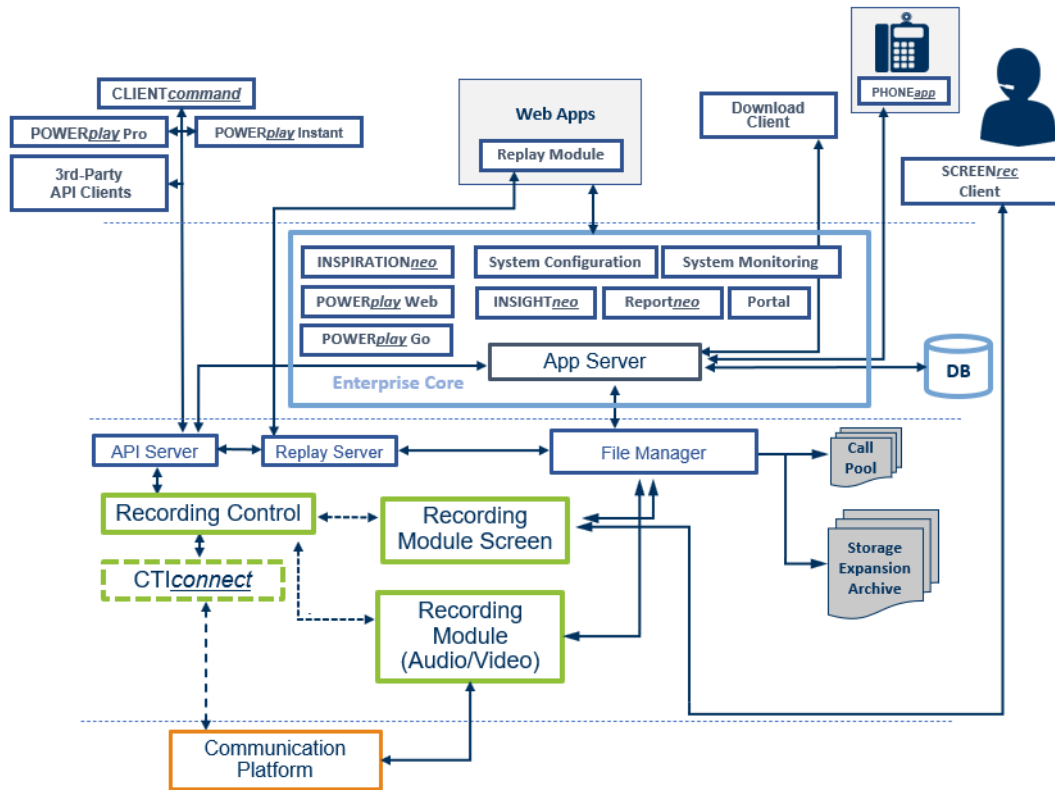 CLIENTcommand
POWERplay Pro
POWERplay Instant
3rd-Party
API Clients
Web Apps
Replay Module
Download
Client
PHONEapp
SCREENrec
Client
INSPIRATIONneo
System Configuration
System Monitoring
POWERplay Web
INSIGHTneo
Reportneo
Portal
POWERplay Go
App Server
Enterprise Core
DB
API Server
Replay Server
File Manager
Call
Pool
Recording Control
Recording
Module Screen
CTIconnect
Storage
Expansion
Archive
Recording
Module
(Audio/Video)
Communication
Platform